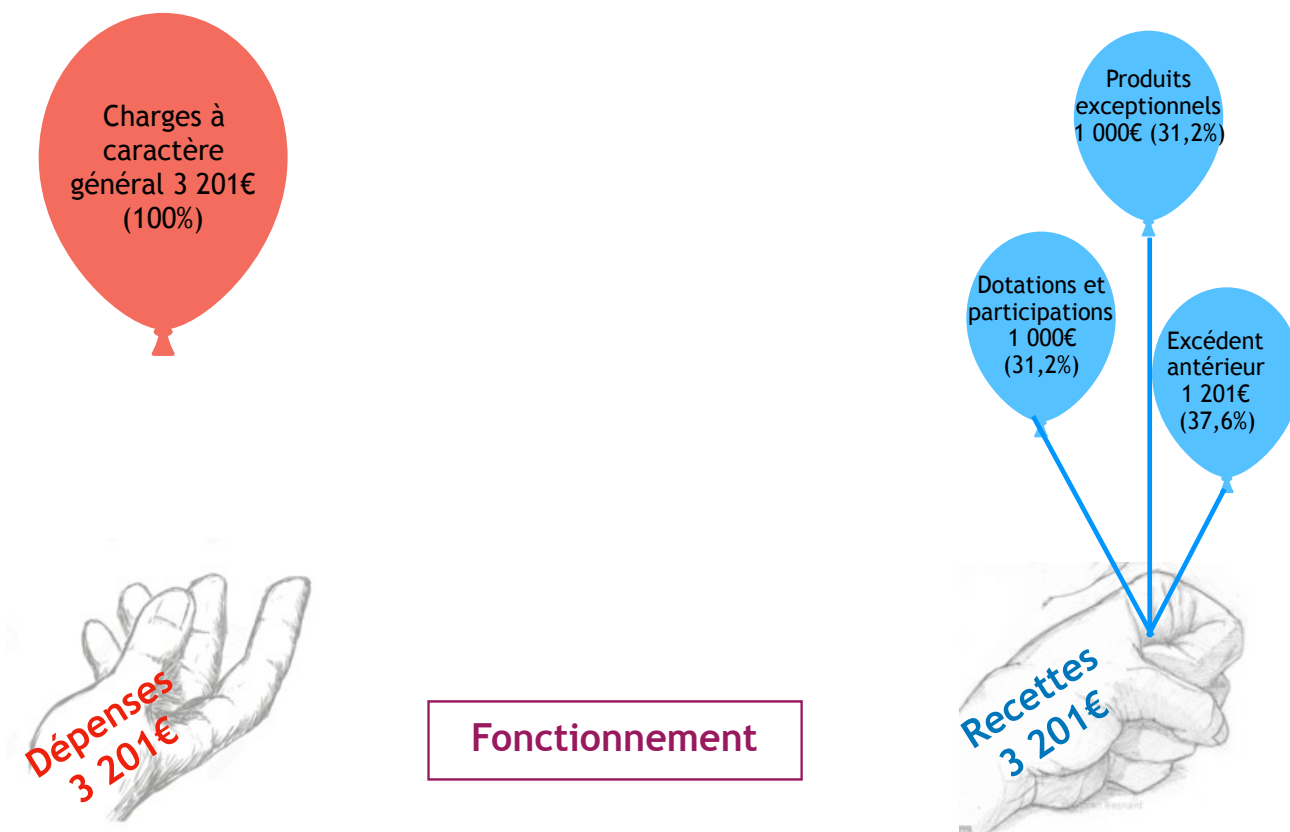 Charges à
caractère
général 3 201€
(100%)
Produits
exceptionnels
1 000€ (31,2%)
Dotations et
participations
1 000€
(31,2%)
Excédent
antérieur
1 201€
(37,6%)
Dépenses
3 201€
Fonctionnement
Recettes
3 201€